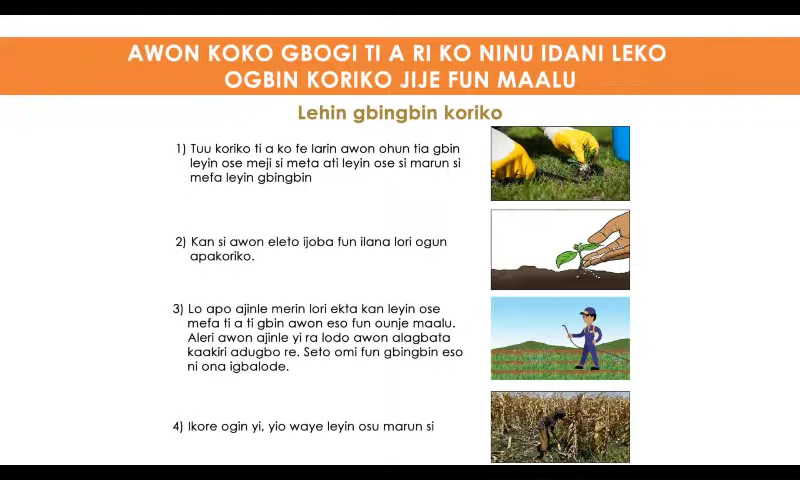 AWON KOKO GBOGI TI A RI KO NINU IDANI LEKO
OGBIN KORIKO JIJE FUN MAALU
Lehin gbingbin koriko
1) Tuu koriko ti a ko fe larin awon ohun tia gbin
leyin ose meji si meta ati leyin ose si marun si
mefa leyin gbingbin
2) Kan si awon eleto ijoba fun ilana lori ogun
apakoriko.
3) Lo apo ajinle merin lori ekta kan leyin ose
mefa ti a ti gbin awon eso fun ounje maalu.
Aleri awon ajinle yi ra lodo awon alagbata
kaakiri adugbo re. Seto omi fun gbingbin eso
ni ona igbalode.
4) Ikore ogin yi, yio waye leyin osu marun si